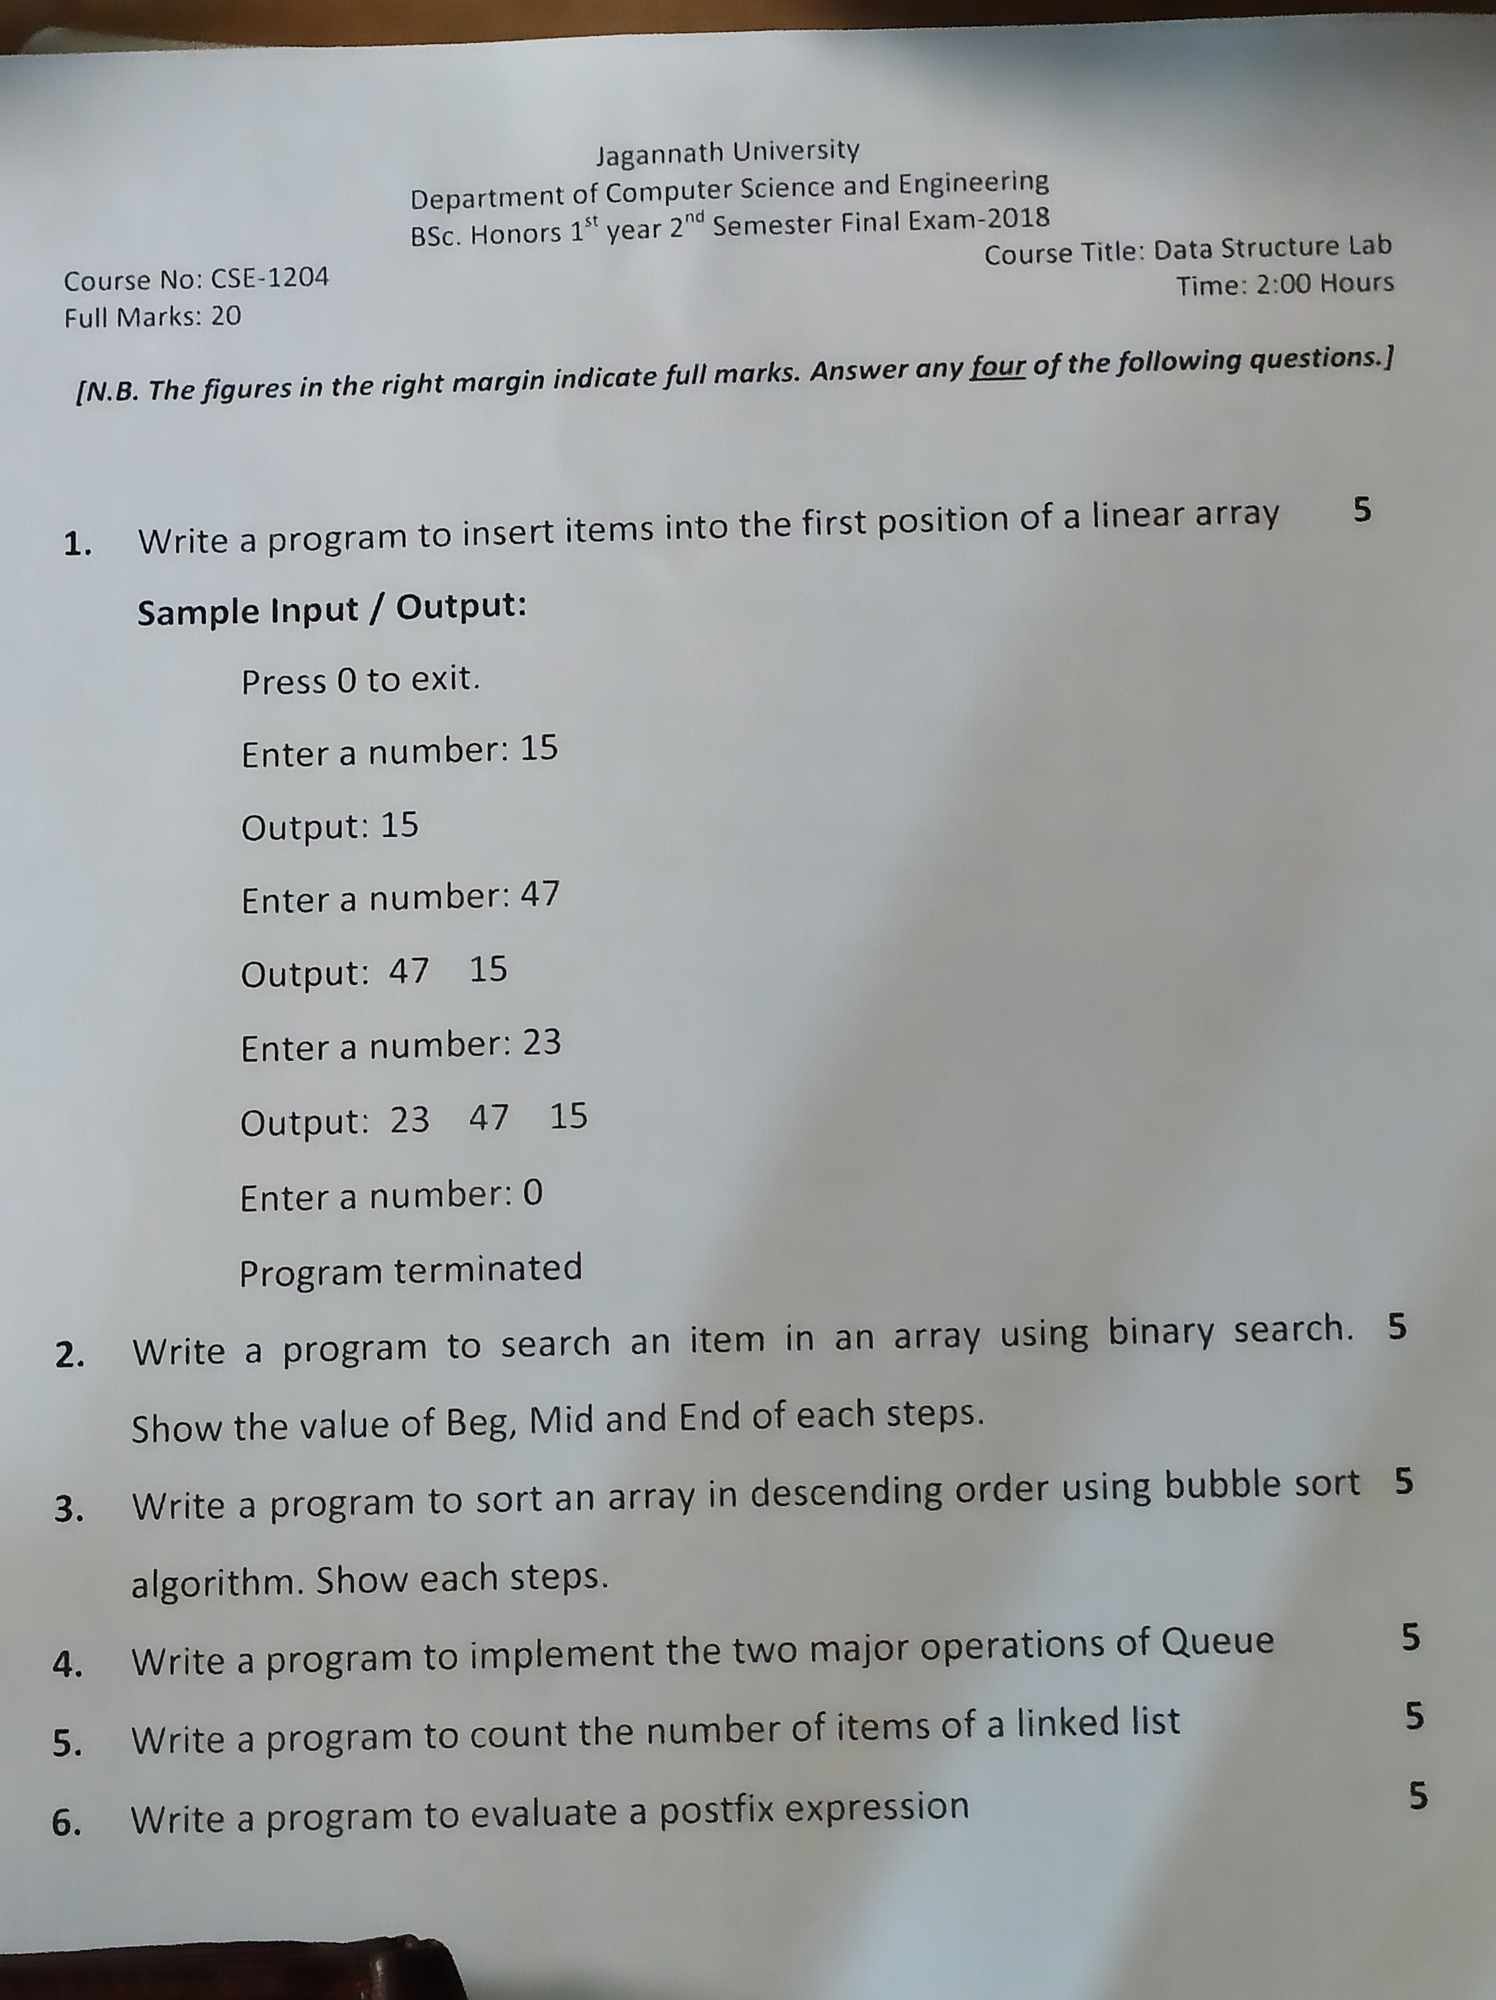 Jagannath University
Department of Computer Science and Engineering
BSc. Honors 1st year 2nd Semester Final Exam-2018
Course No: CSE-1204 Course Title: Data Structure Lab
Full Marks: 20 Time: 2:00 Hours
[N.B. The figures in the right margin indicate full marks. Answer any four of the following questions.]
1. Write a program to insert items into the first position of a linear array 5
Sample Input / Output:
Press 0 to exit.
Enter a number: 15
Output: 15
Enter a number: 47
Output: 47 15
Enter a number: 23
Output: 23 47 15
Enter a number: 0
Program terminated
2. Write a program to search an item in an array using binary search. 5
Show the value of Beg, Mid and End of each steps.
3. Write a program to sort an array in descending order using bubble sort 5
algorithm. Show each steps.
4. Write a program to implement the two major operations of Queue 5
5. Write a program to count the number of items of a linked list 5
6. Write a program to evaluate a postfix expression 5